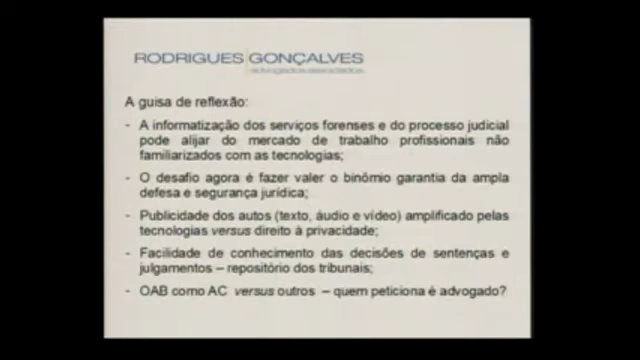 RODRIGUES GONÇALVES
advogados associados
A guisa de reflexão:
- A informatização dos serviços forenses e do processo judicial
pode alijar do mercado de trabalho profissionais não
familiarizados com as tecnologias;
- O desafio agora é fazer valer o binômio garantia da ampla
defesa e segurança jurídica;
- Publicidade dos autos (texto, áudio e vídeo) amplificado pelas
tecnologias versus direito à privacidade;
- Facilidade de conhecimento das decisões de sentenças e
julgamentos – repositório dos tribunais;
- OAB como AC versus outros – quem peticiona é advogado?